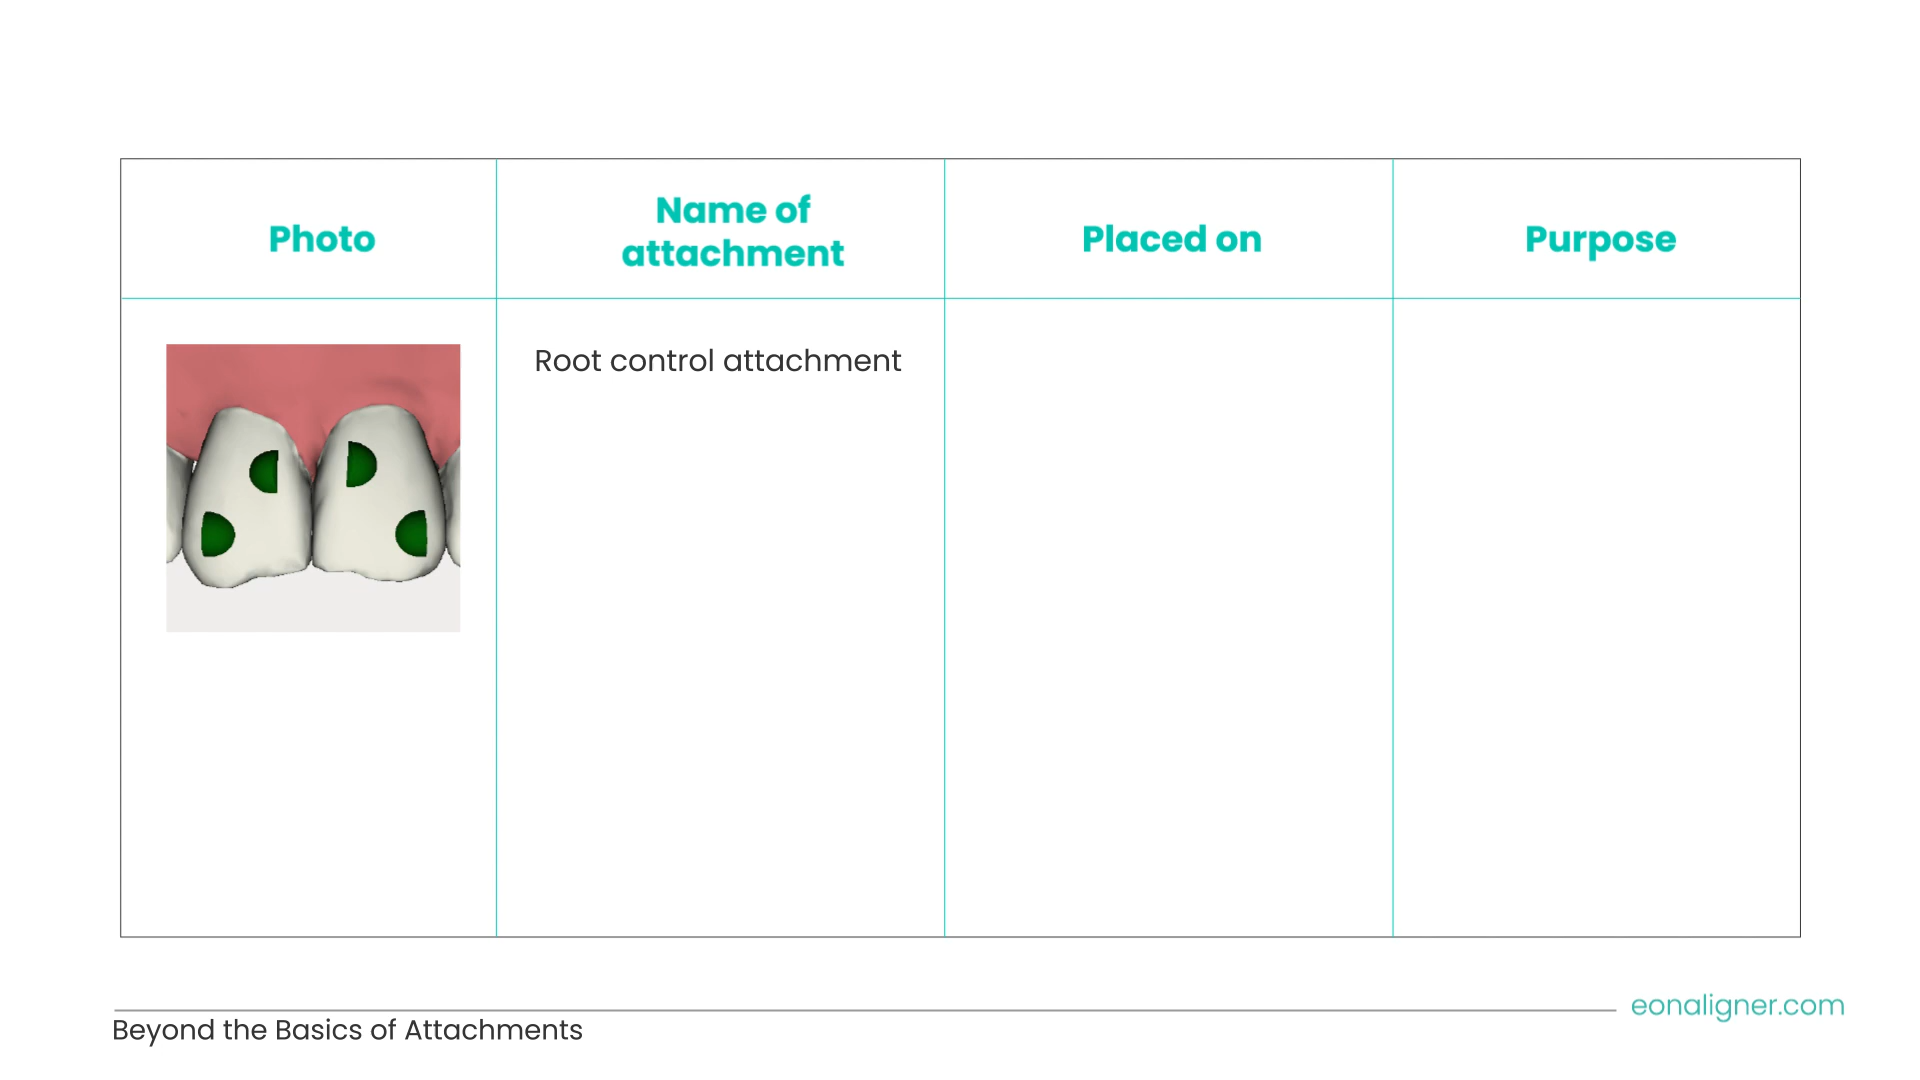 Photo
Name of
attachment
Placed on
Purpose
Root control attachment
eonaligner.com
Beyond the Basics of Attachments